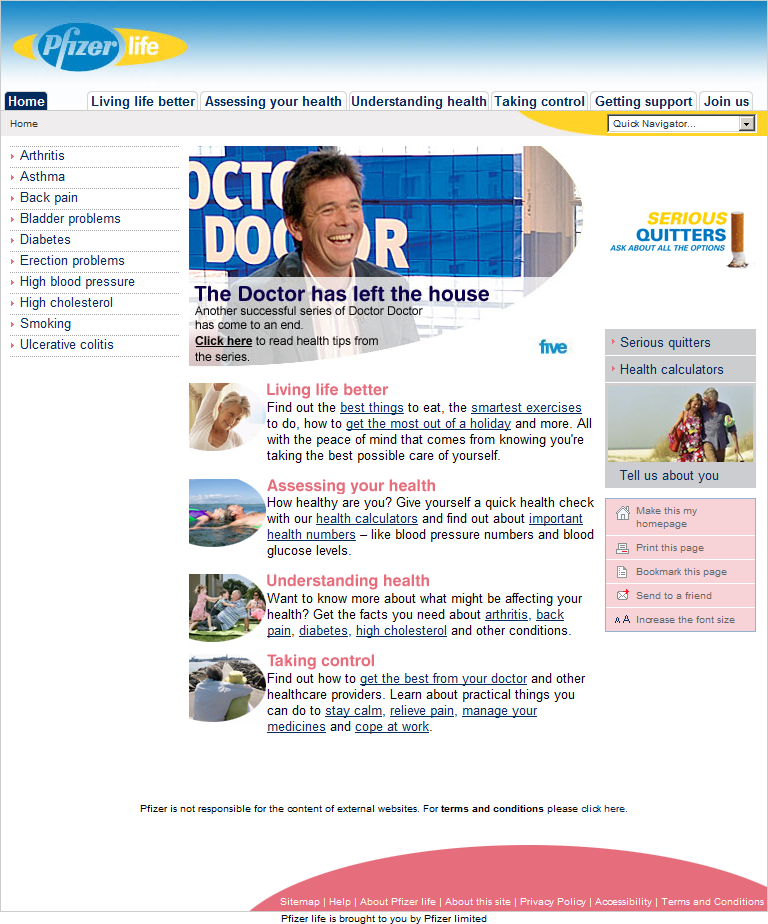 Pfizer life
Home
Living life better
Assessing your health
Understanding health
Taking control
Getting support
Join us
Home
Quick Navigator...
Arthritis
Asthma
Back pain
Bladder problems
Diabetes
Erection problems
High blood pressure
High cholesterol
Smoking
Ulcerative colitis
OCTO
DOCTOR
The Doctor has left the house
Another successful series of Doctor Doctor
has come to an end.
Click here to read health tips from
the series.
five
Living life better
Find out the best things to eat, the smartest exercises
to do, how to get the most out of a holiday and more. All
with the peace of mind that comes from knowing you're
taking the best possible care of yourself.
Assessing your health
How healthy are you? Give yourself a quick health check
with our health calculators and find out about important
health numbers – like blood pressure numbers and blood
glucose levels.
Understanding health
Want to know more about what might be affecting your
health? Get the facts you need about arthritis, back
pain, diabetes, high cholesterol and other conditions.
Taking control
Find out how to get the best from your doctor and other
healthcare providers. Learn about practical things you
can do to stay calm, relieve pain, manage your
medicines and cope at work.
SERIOUS
QUITTERS
ASK ABOUT ALL THE OPTIONS
Serious quitters
Health calculators
Tell us about you
Make this my
homepage
Print this page
Bookmark this page
Send to a friend
A A Increase the font size
Pfizer is not responsible for the content of external websites. For terms and conditions please click here.
Sitemap | Help | About Pfizer life | About this site | Privacy Policy | Accessibility | Terms and Conditions
Pfizer life is brought to you by Pfizer limited